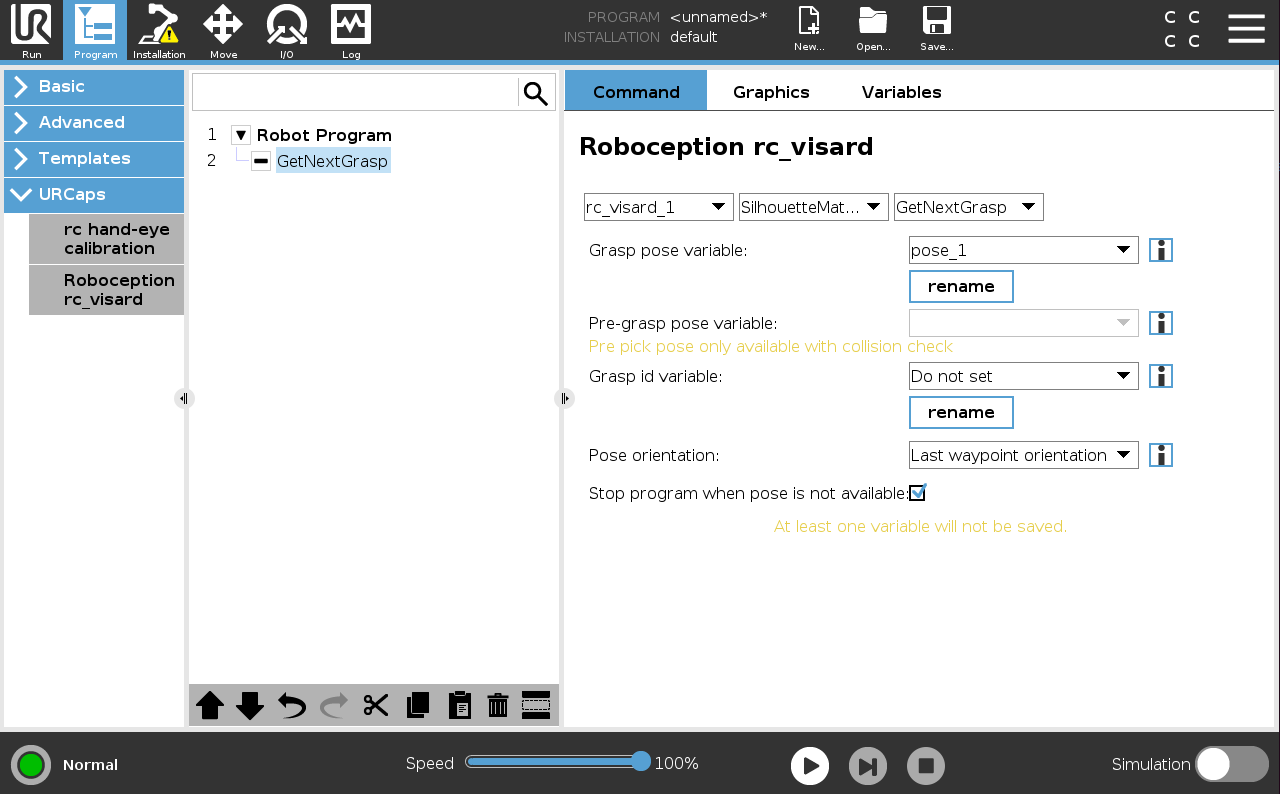 PROGRAM <unnamed>*
INSTALLATION default
New... Open... Save...
C C
C C
Run Program Installation Move I/O Log
Basic
Advanced
Templates
URCaps
rc hand-eye
calibration
Roboception
rc_visard
1 Robot Program
2 GetNextGrasp
Command Graphics Variables
Roboception rc_visard
rc_visard_1 SilhouetteMat... GetNextGrasp
Grasp pose variable: pose_1
rename
Pre-grasp pose variable:
Pre pick pose only available with collision check
Grasp id variable: Do not set
rename
Pose orientation: Last waypoint orientation
Stop program when pose is not available:
At least one variable will not be saved.
Normal
Speed 100%
Simulation